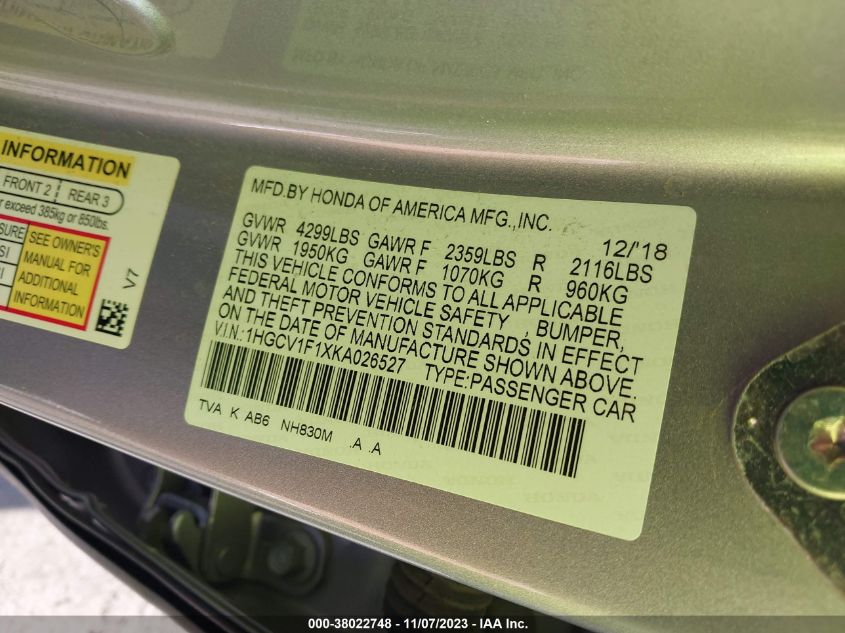 INFORMATION
FRONT 2 REAR 3
or exceed 385kg or 850lbs.
SEE OWNER'S
MANUAL FOR
ADDITIONAL
INFORMATION
V7
MFD.BY HONDA OF AMERICA MFG.,INC.
12/'18
GVWR 4299LBS GAWR F 2359LBS R 2116LBS
GVWR 1950KG GAWR F 1070KG R 960KG
THIS VEHICLE CONFORMS TO ALL APPLICABLE
FEDERAL MOTOR VEHICLE SAFETY , BUMPER,
AND THEFT PREVENTION STANDARDS IN EFFECT
ON THE DATE OF MANUFACTURE SHOWN ABOVE.
V.I.N.:1HGCV1F1XKA026527 TYPE:PASSENGER CAR
TVA K AB6 NH830M .A .A
000-38022748 - 11/07/2023 - IAA Inc.